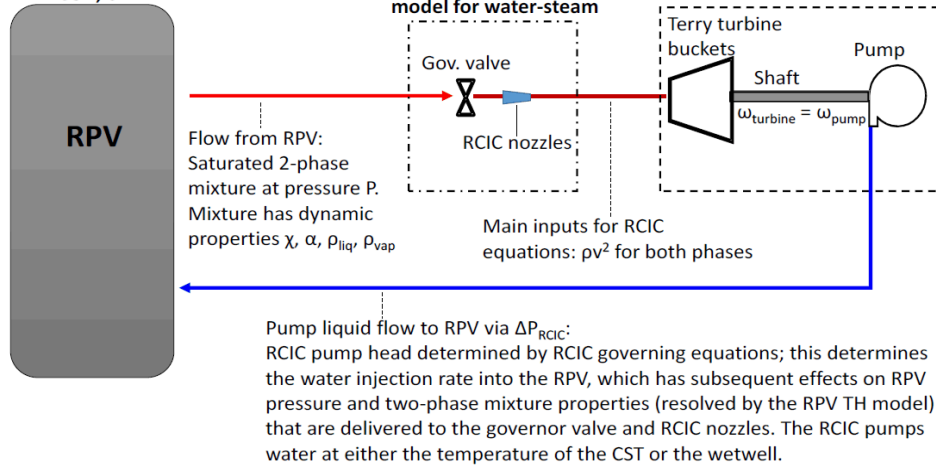 model for water-steam
Terry turbine
buckets
Pump
Gov. valve
Shaft
RPV
ω_turbine = ω_pump
RCIC nozzles
Flow from RPV:
Saturated 2-phase
mixture at pressure P.
Mixture has dynamic
properties χ, α, ρ_liq, ρ_vap
Main inputs for RCIC
equations: ρv² for both phases
Pump liquid flow to RPV via ΔP_RCIC:
RCIC pump head determined by RCIC governing equations; this determines
the water injection rate into the RPV, which has subsequent effects on RPV
pressure and two-phase mixture properties (resolved by the RPV TH model)
that are delivered to the governor valve and RCIC nozzles. The RCIC pumps
water at either the temperature of the CST or the wetwell.